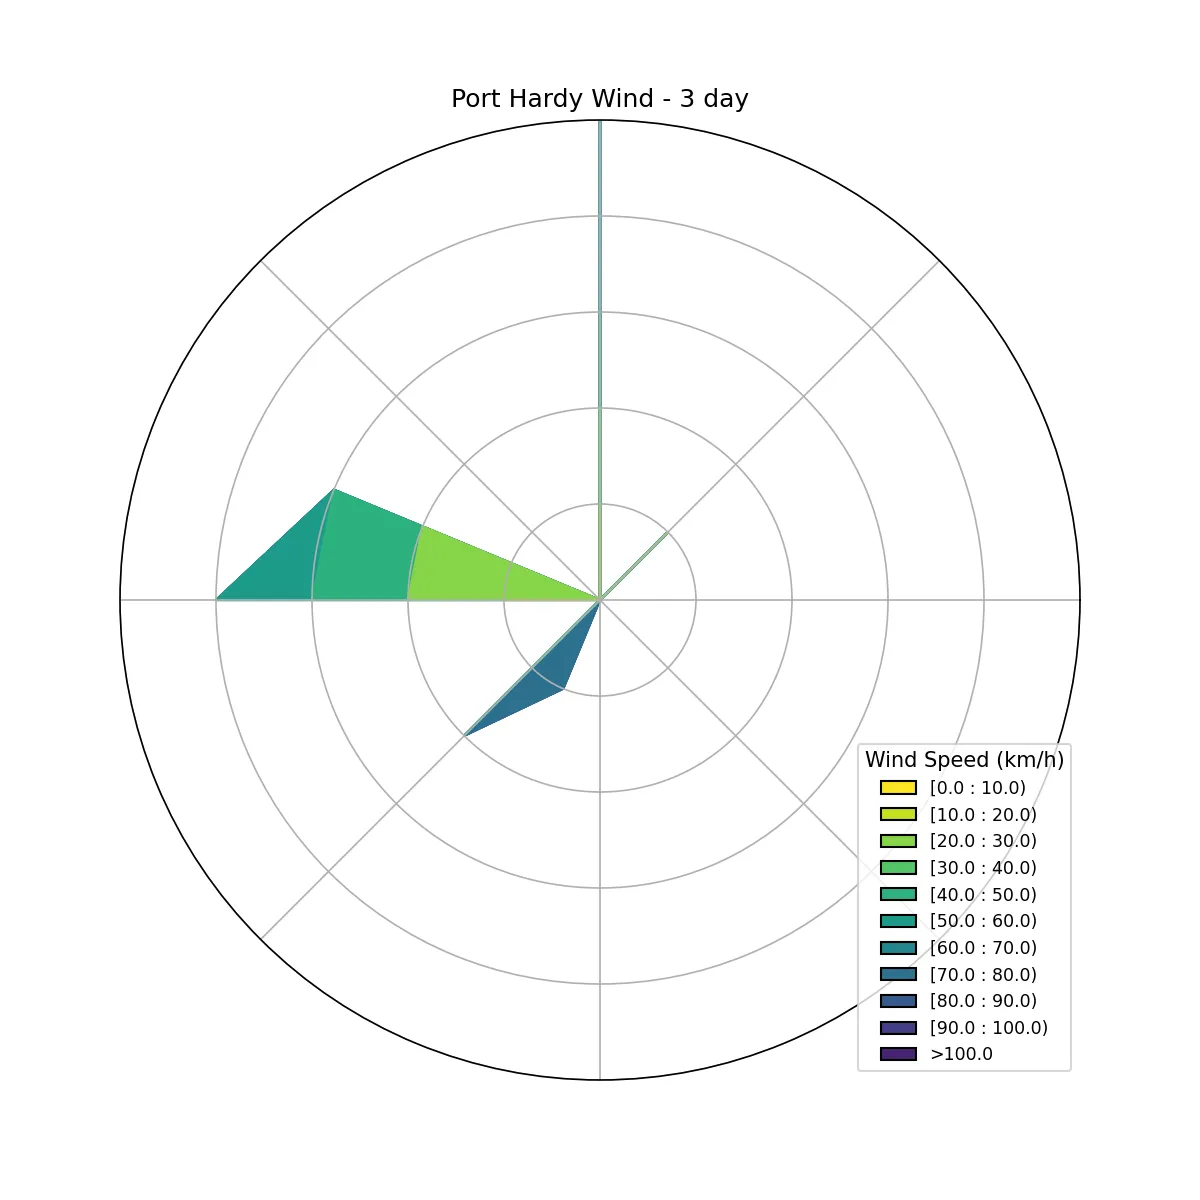 Port Hardy Wind - 3 day
Wind Speed (km/h)
[0.0 : 10.0)
[10.0 : 20.0)
[20.0 : 30.0)
[30.0 : 40.0)
[40.0 : 50.0)
[50.0 : 60.0)
[60.0 : 70.0)
[70.0 : 80.0)
[80.0 : 90.0)
[90.0 : 100.0)
>100.0